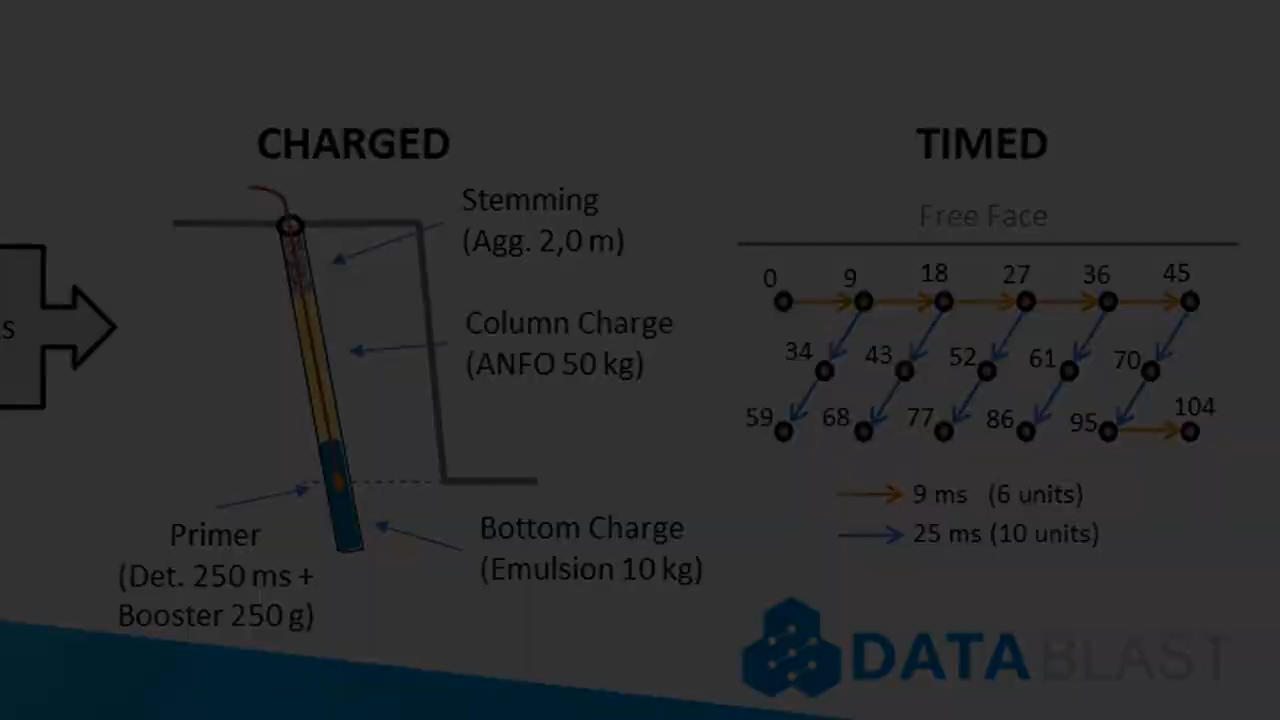 s
CHARGED
Stemming
(Agg. 2,0 m)
Column Charge
(ANFO 50 kg)
Primer
(Det. 250 ms +
Booster 250 g)
Bottom Charge
(Emulsion 10 kg)
TIMED
Free Face
0 9 18 27 36 45
34 43 52 61 70
59 68 77 86 95 104
9 ms (6 units)
25 ms (10 units)
DATABLAST